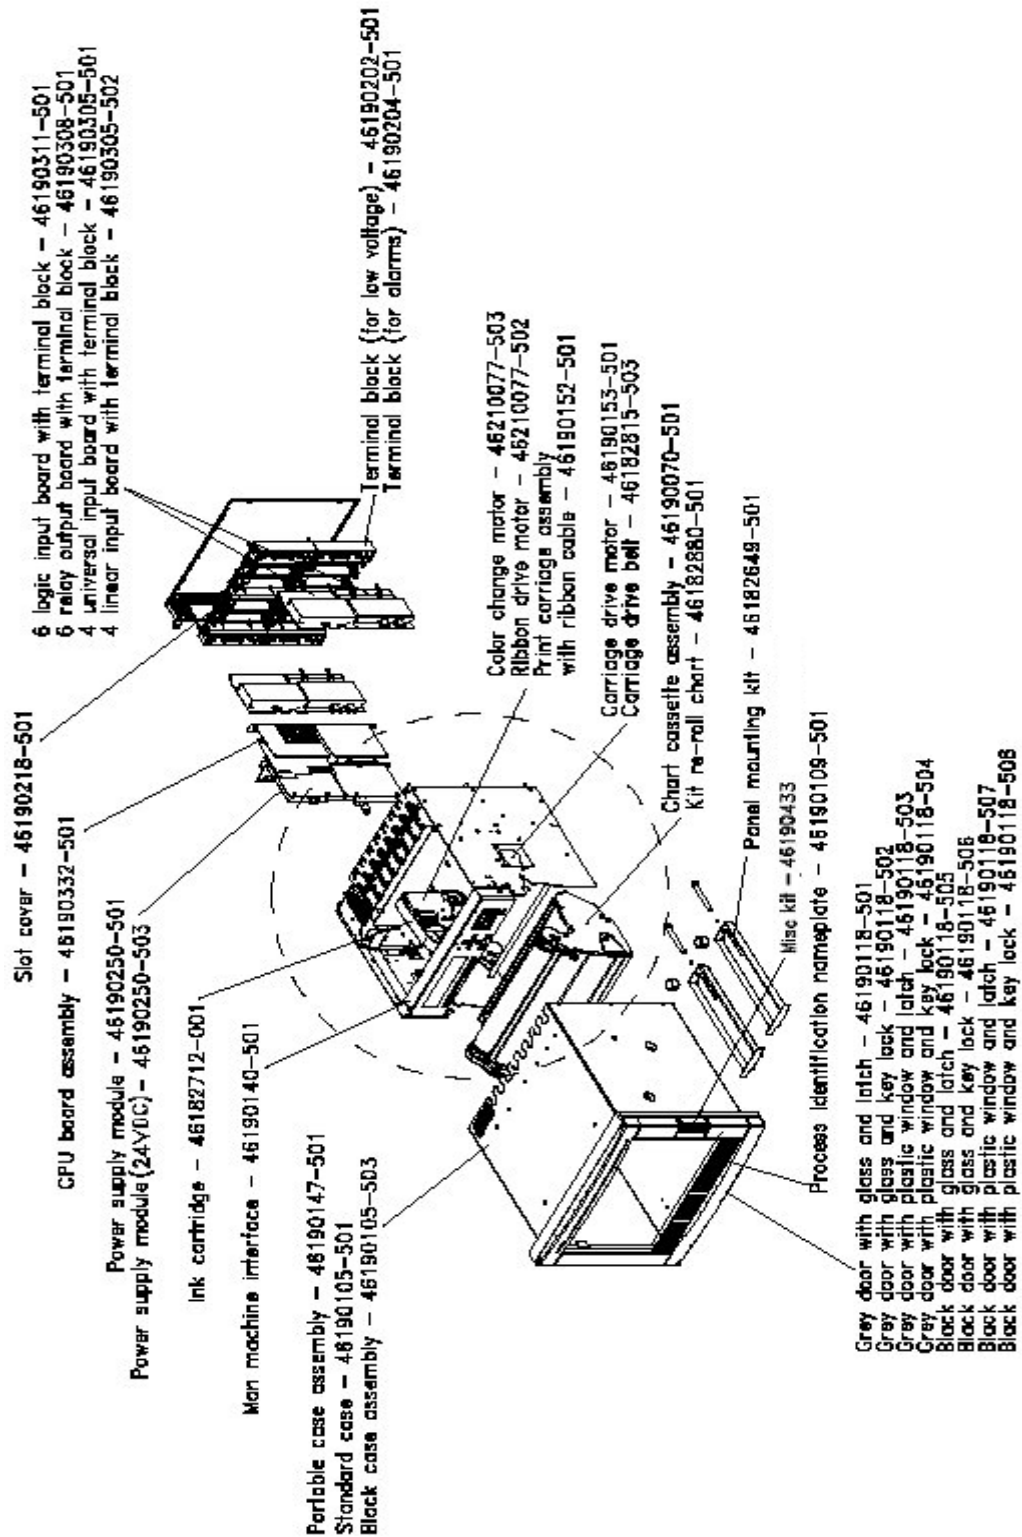 6 logic input board with terminal block - 46190311-501
6 relay output board with terminal block - 46190308-501
4 universal input board with terminal block - 46190305-501
4 linear input board with terminal block - 46190305-502
Slot cover - 46190218-501
CPU board assembly - 46190332-501
Power supply module - 46190250-501
Power supply module (24VDC) - 46190250-503
Ink cartridge - 46182712-001
Man machine interface - 46190140-501
Portable case assembly - 46190147-501
Standard case - 46190105-501
Black case assembly - 46190105-503
Terminal block (for low voltage) - 46190202-501
Terminal block (for alarms) - 46190204-501
Color change motor - 46210077-503
Ribbon drive motor - 46210077-502
Print carriage assembly
with ribbon cable - 46190152-501
Carriage drive motor - 46190153-501
Carriage drive belt - 46182815-503
Chart cassette assembly - 46190070-501
Kit re-roll chart - 46182880-501
Panel mounting kit - 46182649-501
Misc kit - 46190433
Process identification nameplate - 46190109-501
Grey door with glass and latch - 46190118-501
Grey door with glass and key lock - 46190118-502
Grey door with plastic window and latch - 46190118-503
Grey door with plastic window and key lock - 46190118-504
Black door with glass and latch - 46190118-505
Black door with glass and key lock - 46190118-506
Black door with plastic window and latch - 46190118-507
Black door with plastic window and key lock - 46190118-508